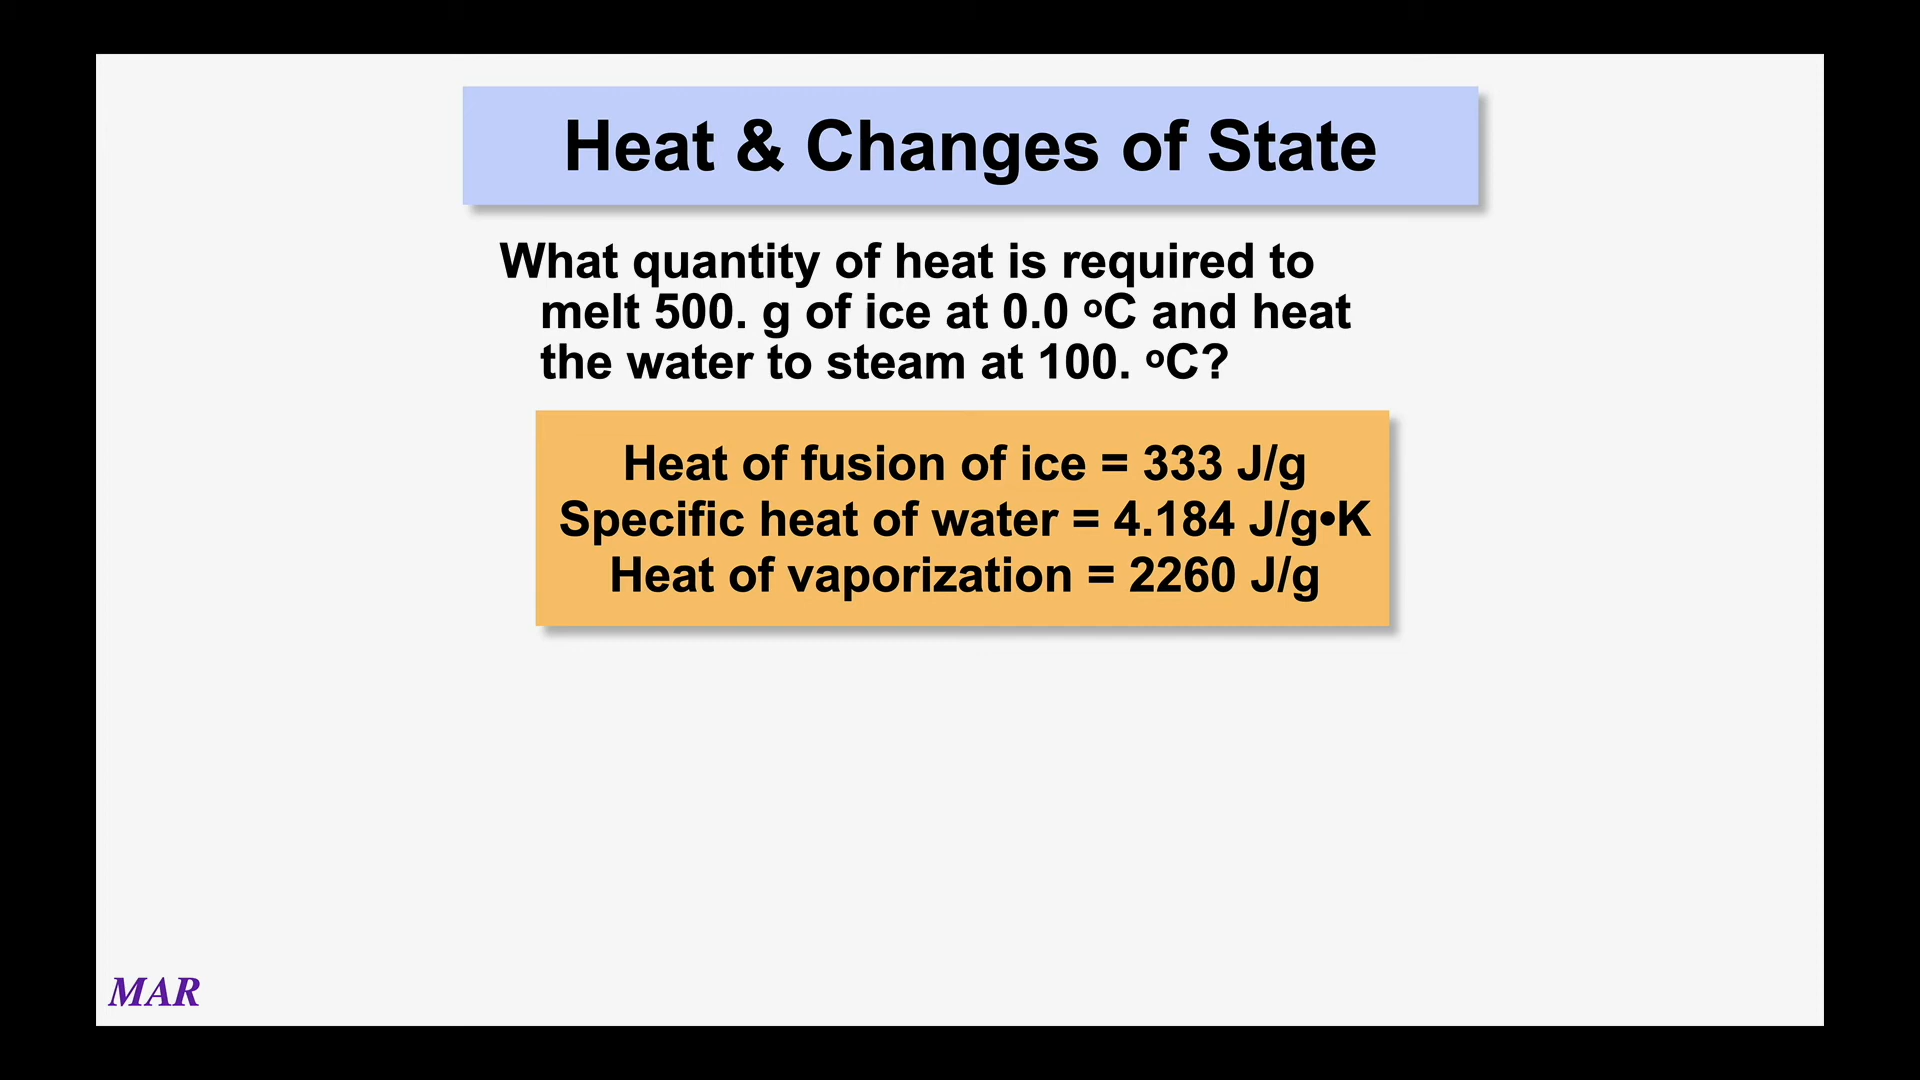 Heat & Changes of State
What quantity of heat is required to
melt 500. g of ice at 0.0 oC and heat
the water to steam at 100. oC?
Heat of fusion of ice = 333 J/g
Specific heat of water = 4.184 J/g•K
Heat of vaporization = 2260 J/g
MAR